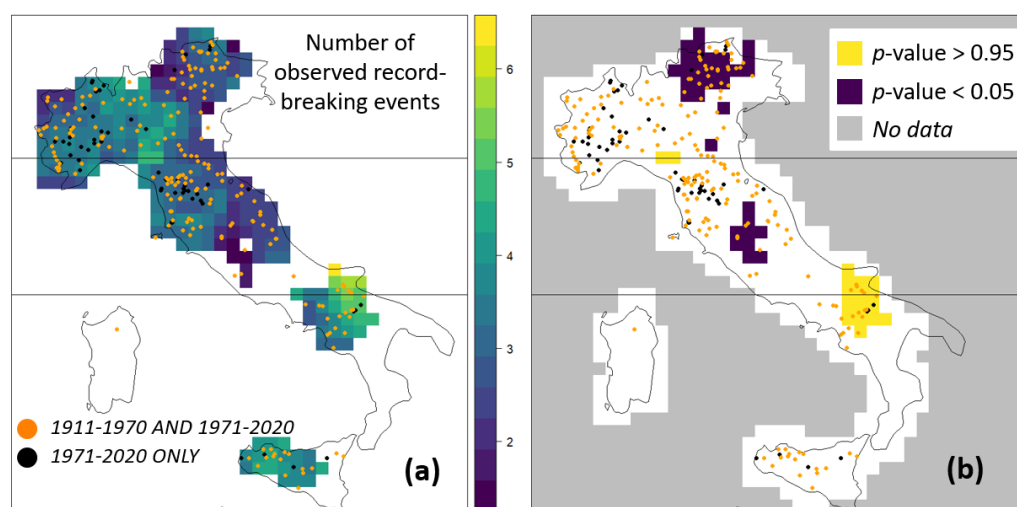 Number of
observed record-
breaking events
1911-1970 AND 1971-2020
1971-2020 ONLY
(a)
6
5
4
3
2
p-value > 0.95
p-value < 0.05
No data
(b)